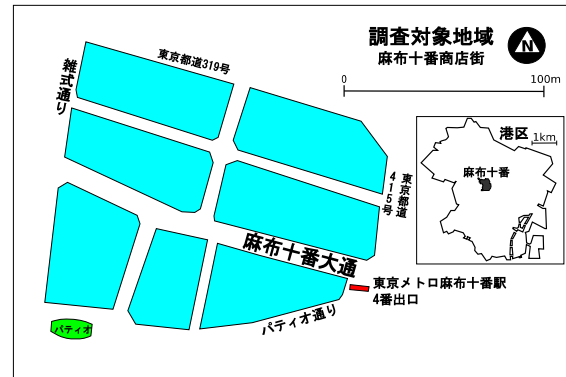 調査対象地域
麻布十番商店街
N
0 100m
東京都道319号
雑式通り
港区
1km
麻布十番
東京都道
415号
麻布十番大通
東京メトロ麻布十番駅
4番出口
パティオ通り
パティオ